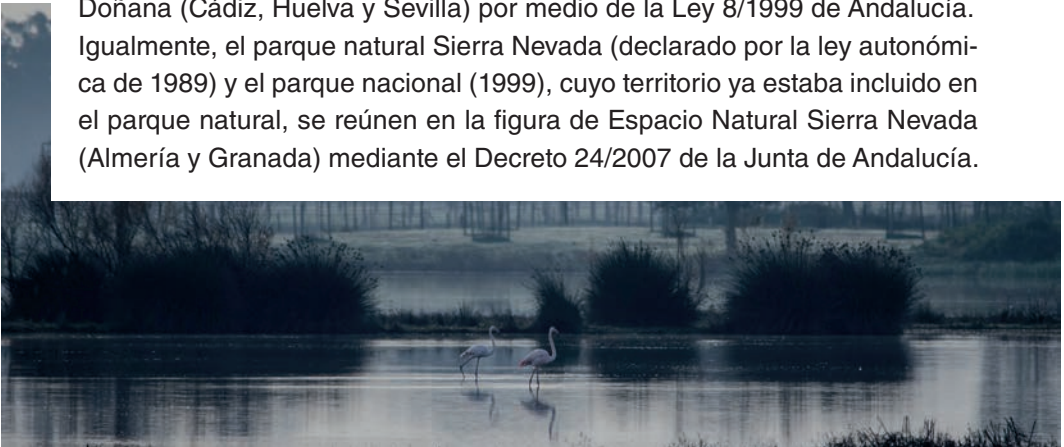 Doñana (Cádiz, Huelva y Sevilla) por medio de la Ley 8/1999 de Andalucía.
Igualmente, el parque natural Sierra Nevada (declarado por la ley autonómi-
ca de 1989) y el parque nacional (1999), cuyo territorio ya estaba incluido en
el parque natural, se reúnen en la figura de Espacio Natural Sierra Nevada
(Almería y Granada) mediante el Decreto 24/2007 de la Junta de Andalucía.